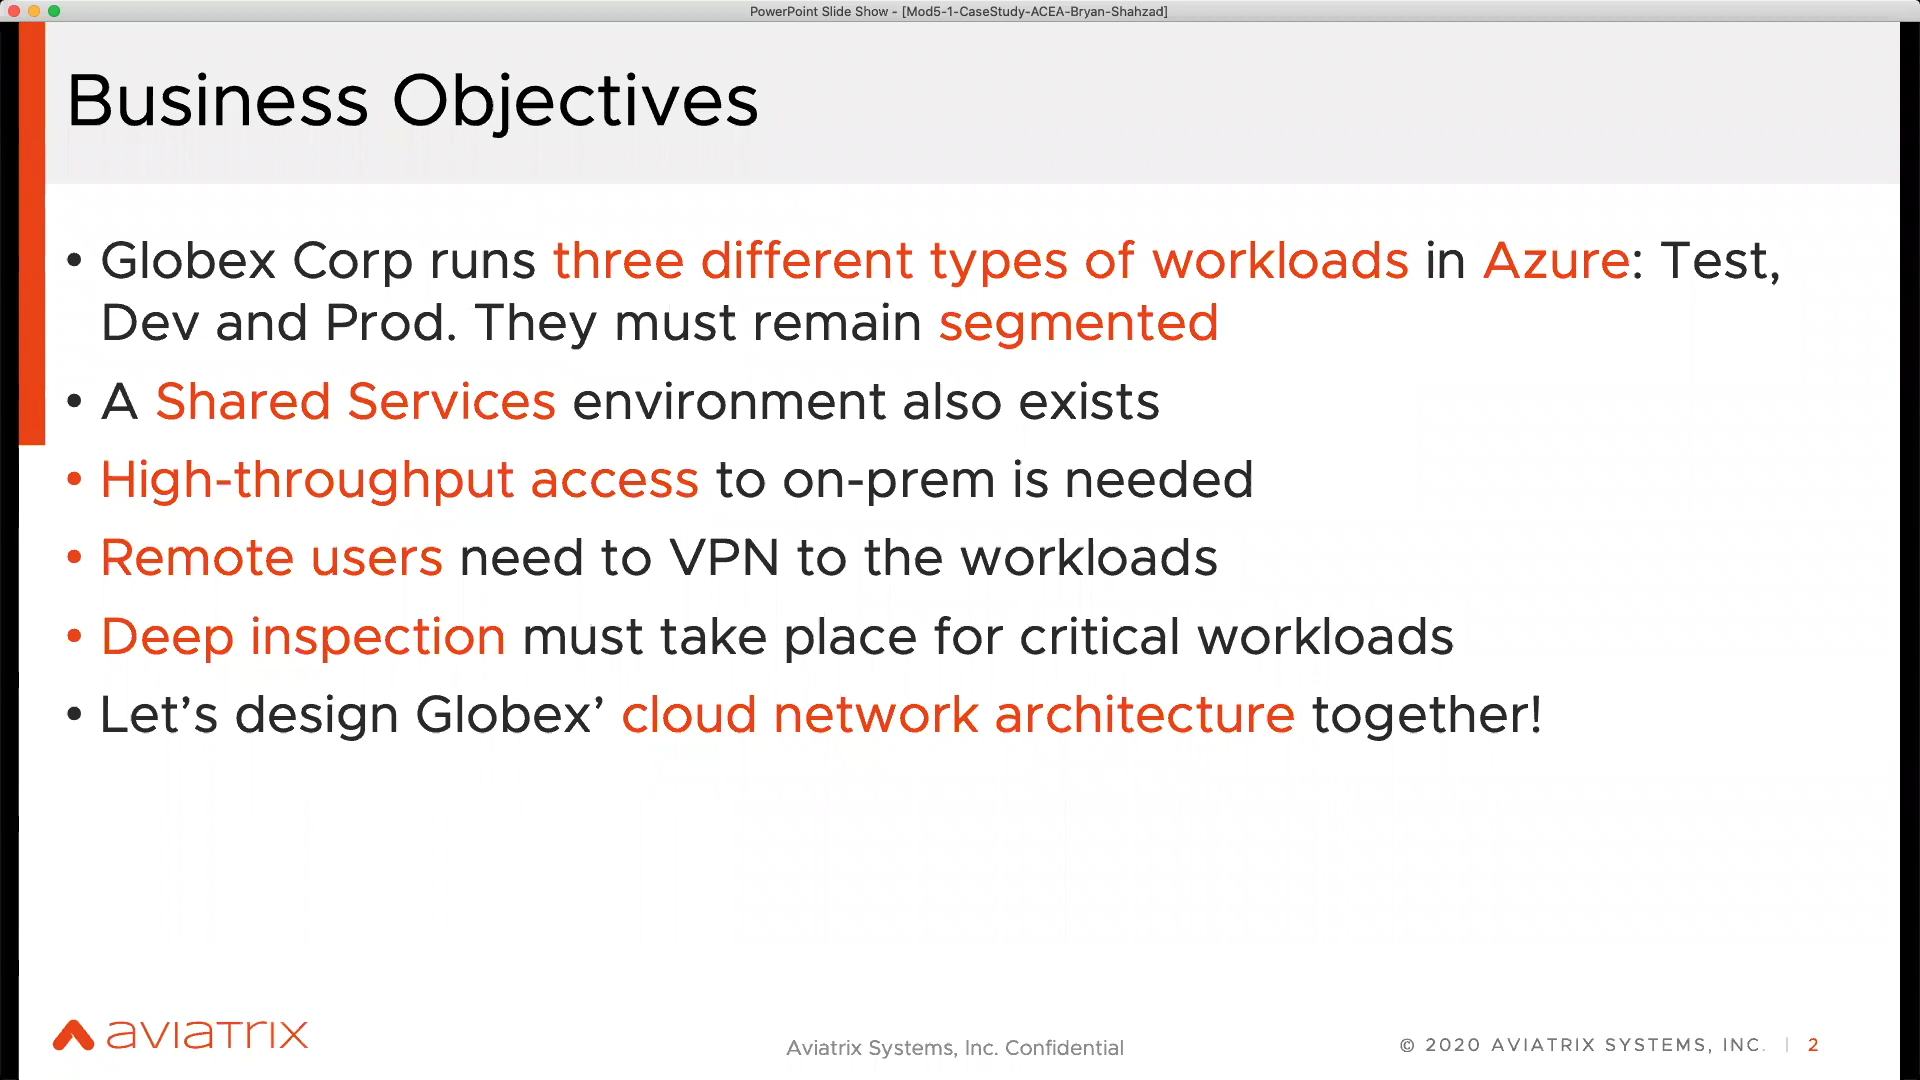 PowerPoint Slide Show - [Mod5-1-CaseStudy-ACEA-Bryan-Shahzad]
Business Objectives
• Globex Corp runs three different types of workloads in Azure: Test,
Dev and Prod. They must remain segmented
• A Shared Services environment also exists
• High-throughput access to on-prem is needed
• Remote users need to VPN to the workloads
• Deep inspection must take place for critical workloads
• Let’s design Globex’ cloud network architecture together!
aviatrix
Aviatrix Systems, Inc. Confidential
© 2020 AVIATRIX SYSTEMS, INC. | 2